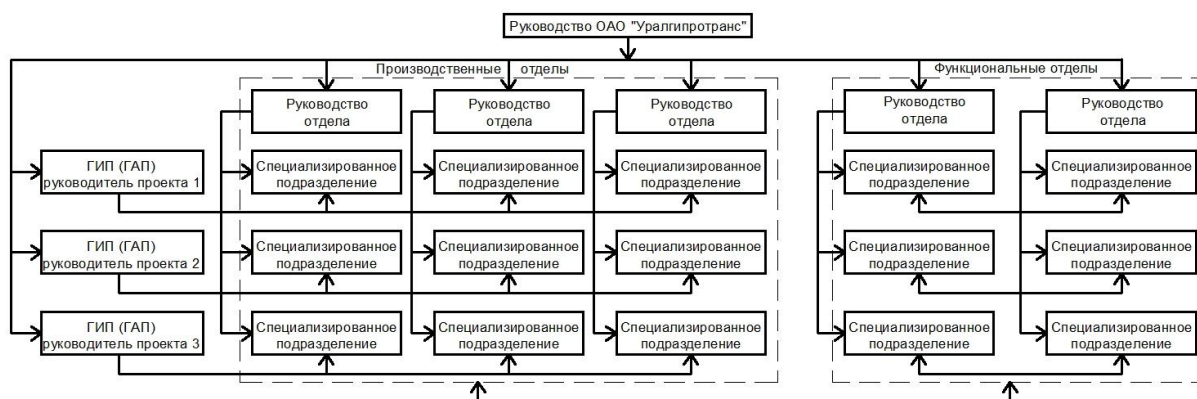 Руководство ОАО "Уралгипротранс"
Производственные отделы
Функциональные отделы
Руководство
отдела
Руководство
отдела
Руководство
отдела
Руководство
отдела
Руководство
отдела
ГИП (ГАП)
руководитель проекта 1
Специализированное
подразделение
Специализированное
подразделение
Специализированное
подразделение
Специализированное
подразделение
Специализированное
подразделение
ГИП (ГАП)
руководитель проекта 2
Специализированное
подразделение
Специализированное
подразделение
Специализированное
подразделение
Специализированное
подразделение
Специализированное
подразделение
ГИП (ГАП)
руководитель проекта 3
Специализированное
подразделение
Специализированное
подразделение
Специализированное
подразделение
Специализированное
подразделение
Специализированное
подразделение